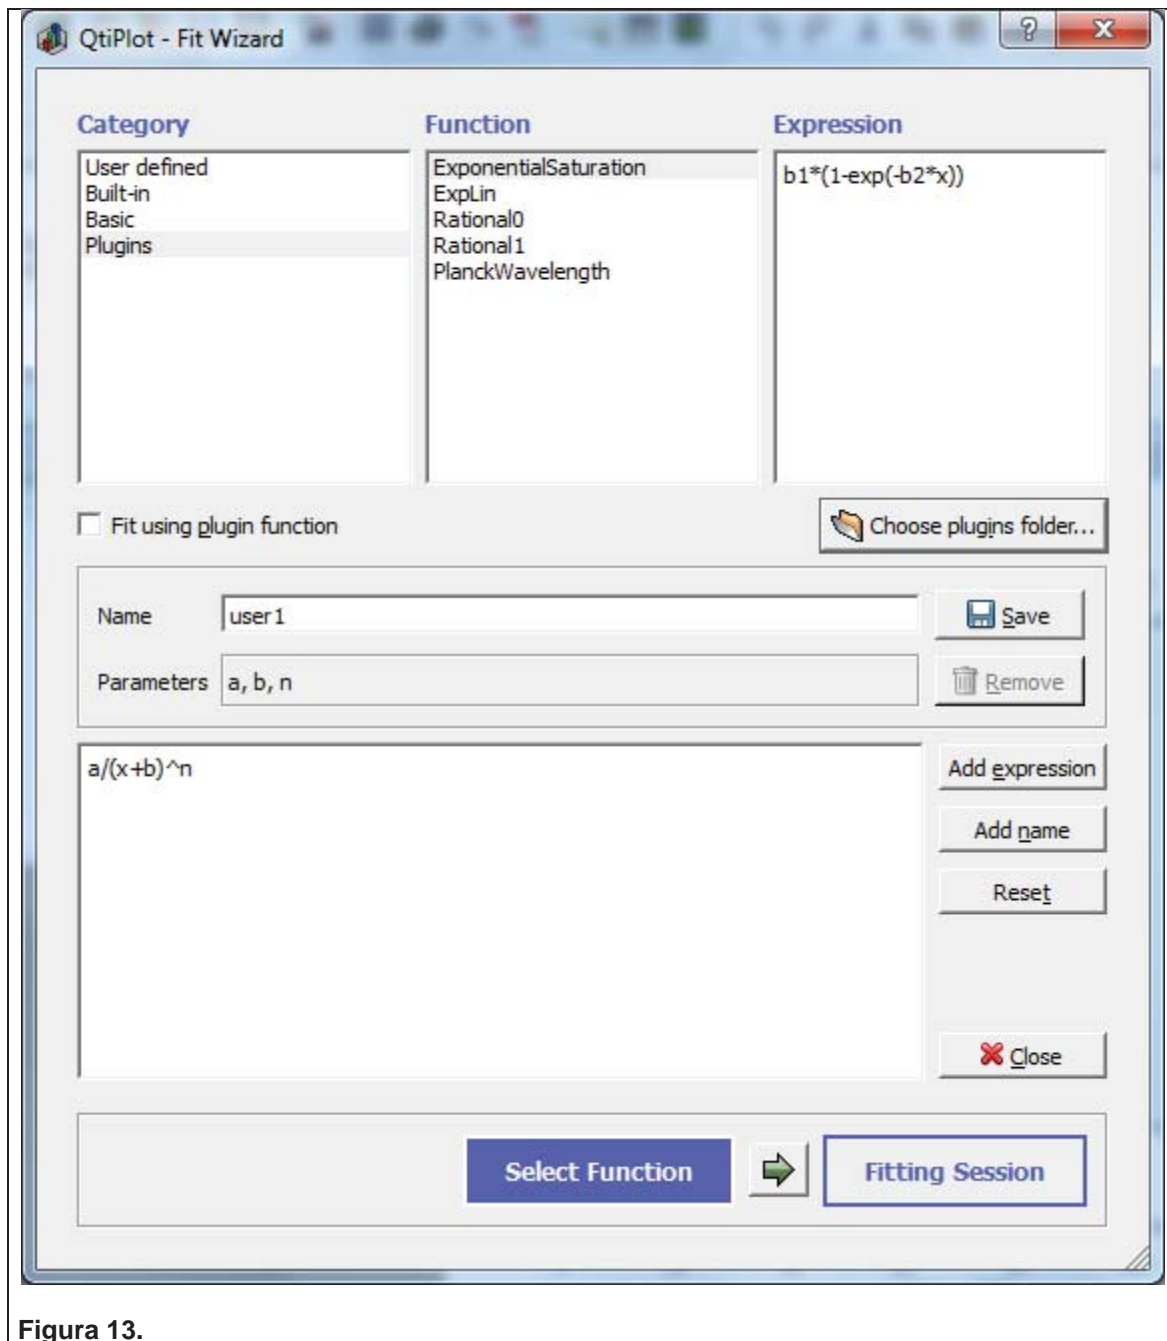 QtiPlot - Fit Wizard
Category
Function
Expression
User defined
Built-in
Basic
Plugins
ExponentialSaturation
ExpLin
Rational0
Rational1
PlanckWavelength
b1*(1-exp(-b2*x))
Fit using plugin function
Choose plugins folder...
Name
user1
Save
Parameters
a, b, n
Remove
a/(x+b)^n
Add expression
Add name
Reset
Close
Select Function
Fitting Session
Figura 13.